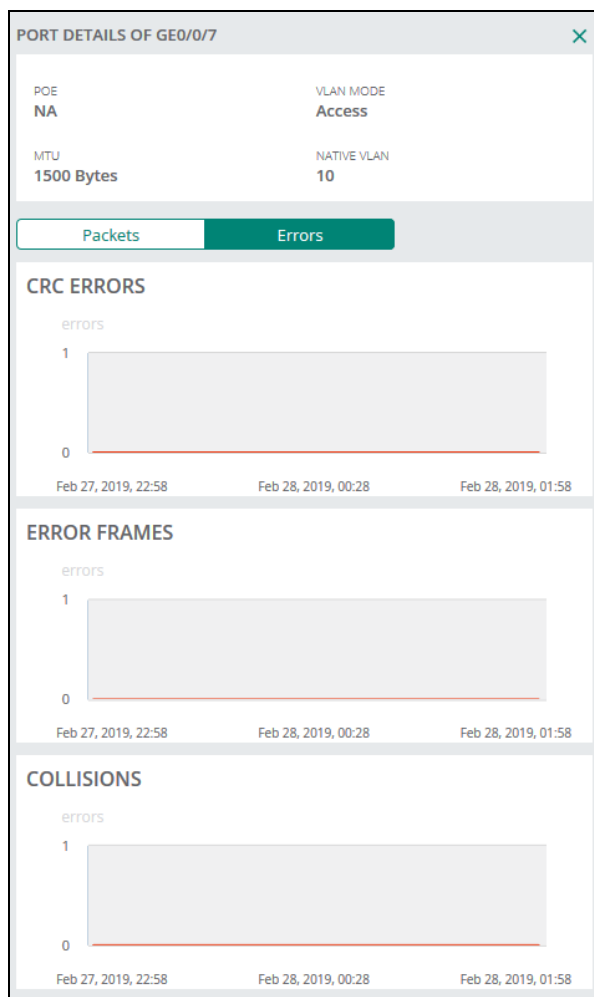 PORT DETAILS OF GE0/0/7 ×
POE VLAN MODE
NA Access
MTU NATIVE VLAN
1500 Bytes 10
Packets Errors
CRC ERRORS
errors
1
0
Feb 27, 2019, 22:58 Feb 28, 2019, 00:28 Feb 28, 2019, 01:58
ERROR FRAMES
errors
1
0
Feb 27, 2019, 22:58 Feb 28, 2019, 00:28 Feb 28, 2019, 01:58
COLLISIONS
errors
1
0
Feb 27, 2019, 22:58 Feb 28, 2019, 00:28 Feb 28, 2019, 01:58